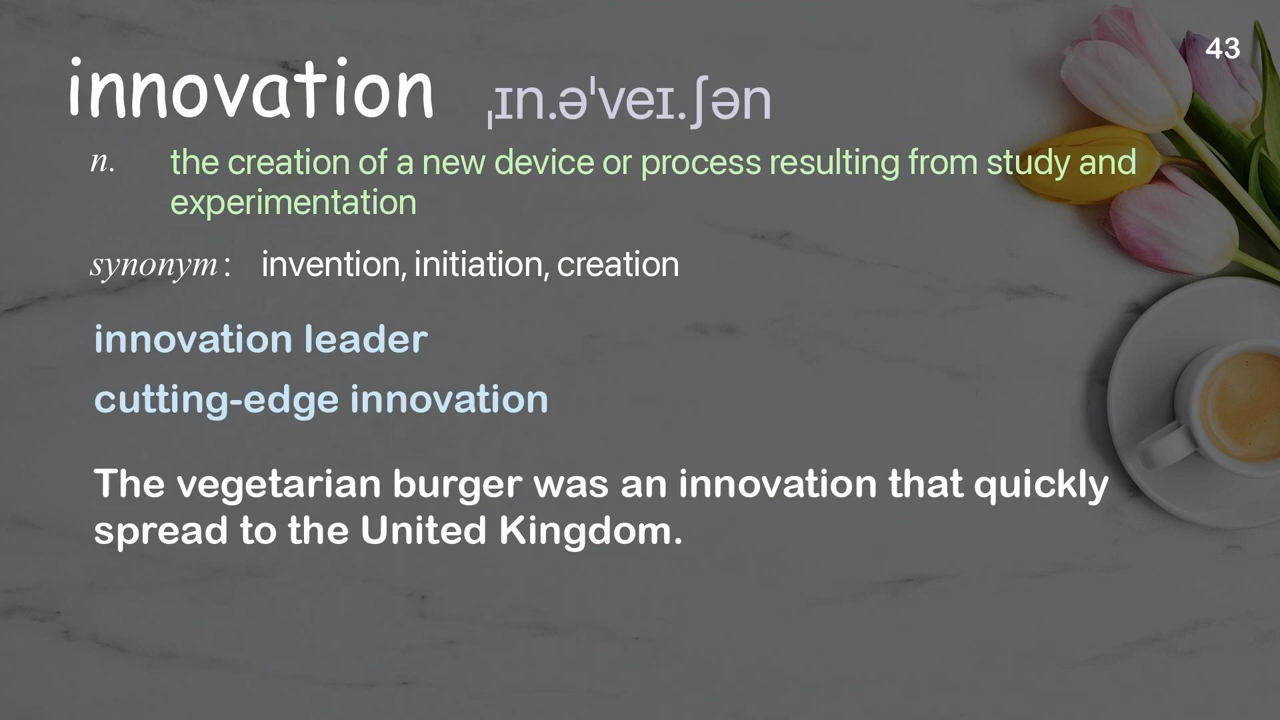 43
innovation ˌɪn.əˈveɪ.ʃən
n. the creation of a new device or process resulting from study and
experimentation
synonym : invention, initiation, creation
innovation leader
cutting-edge innovation
The vegetarian burger was an innovation that quickly
spread to the United Kingdom.